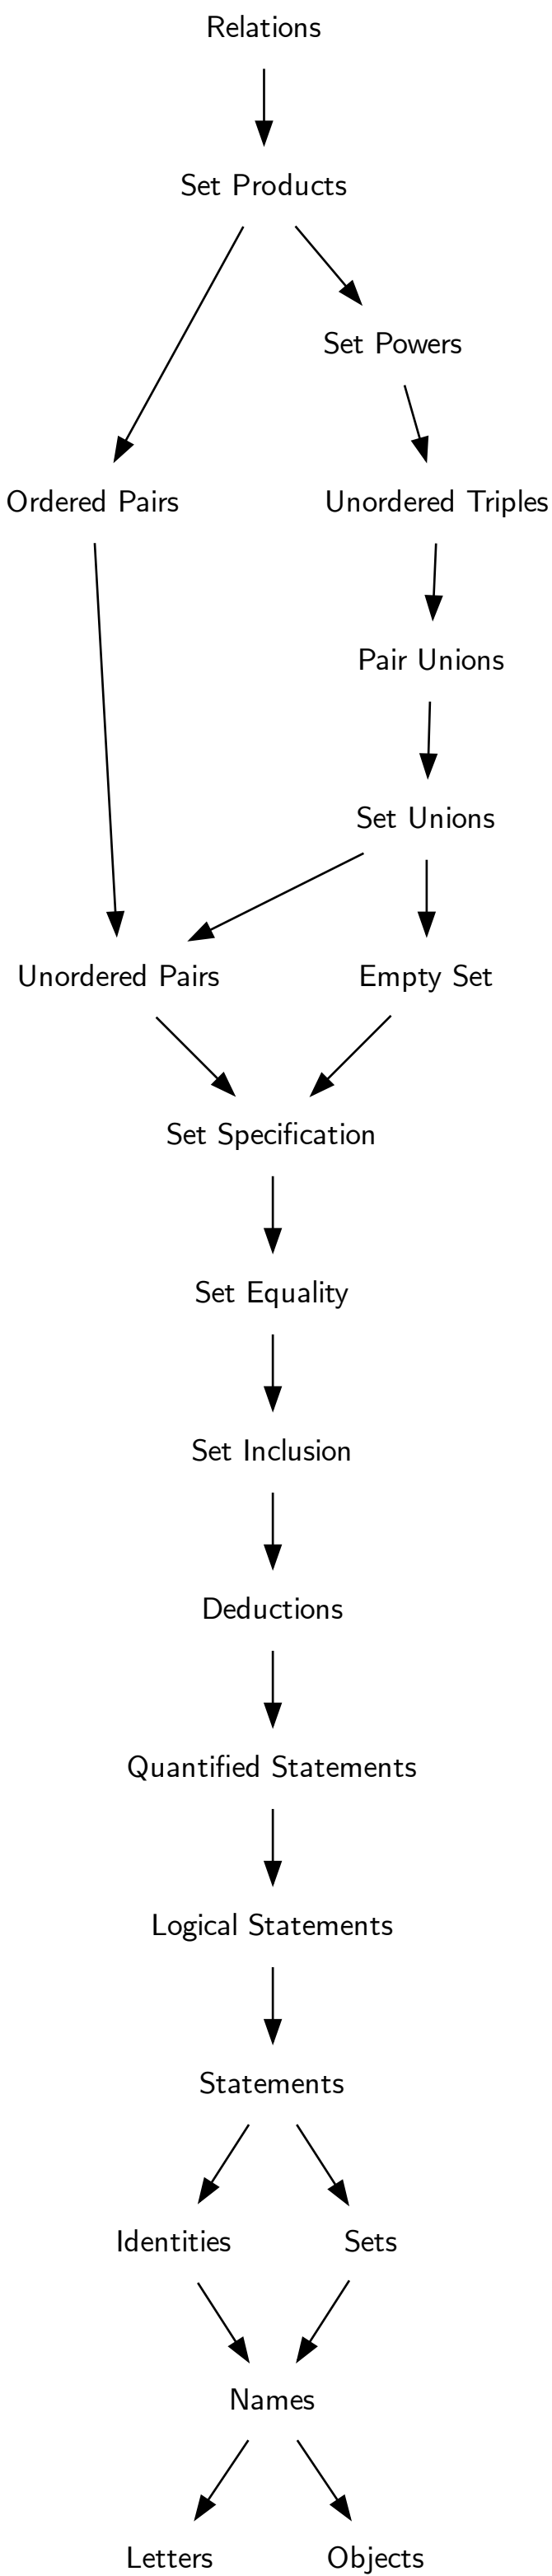 Relations
Set Products
Set Powers
Ordered Pairs
Unordered Triples
Pair Unions
Set Unions
Unordered Pairs
Empty Set
Set Specification
Set Equality
Set Inclusion
Deductions
Quantified Statements
Logical Statements
Statements
Identities
Sets
Names
Letters
Objects